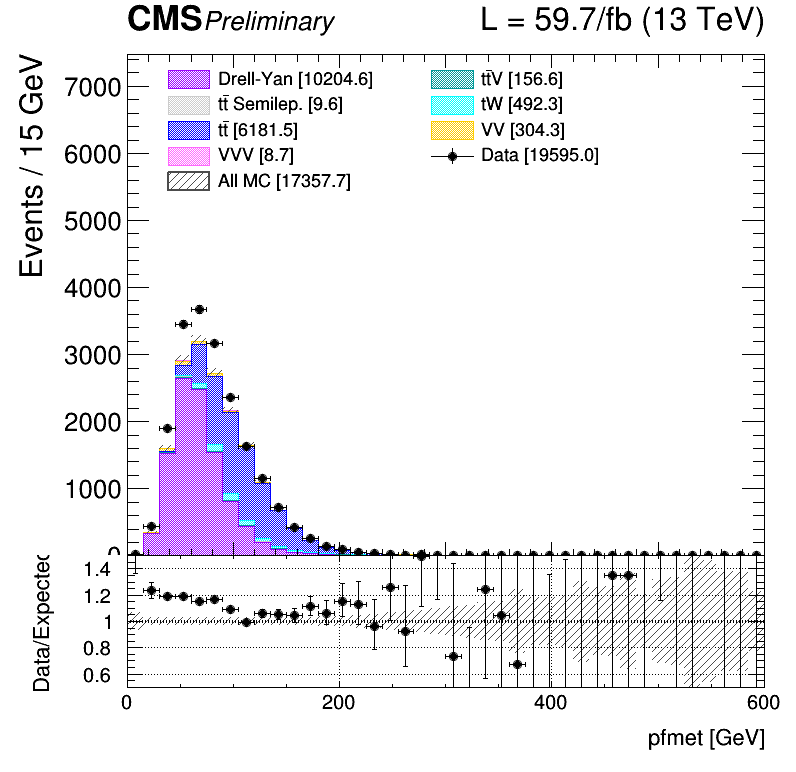 CMS Preliminary L = 59.7/fb (13 TeV)
Events / 15 GeV
7000
6000
5000
4000
3000
2000
1000
0
Drell-Yan [10204.6]
tt̄ Semilep. [9.6]
tt̄ [6181.5]
VVV [8.7]
All MC [17357.7]
tt̄V [156.6]
tW [492.3]
VV [304.3]
Data [19595.0]
Data/Expected
1.4
1.2
1
0.8
0.6
0 200 400 600
pfmet [GeV]